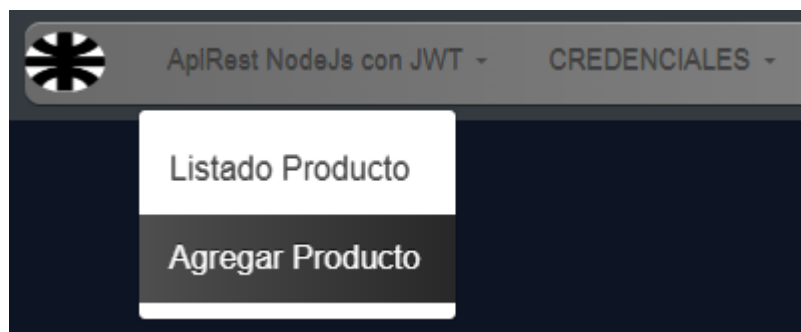 ApiRest NodeJs con JWT CREDENCIALES
Listado Producto
Agregar Producto